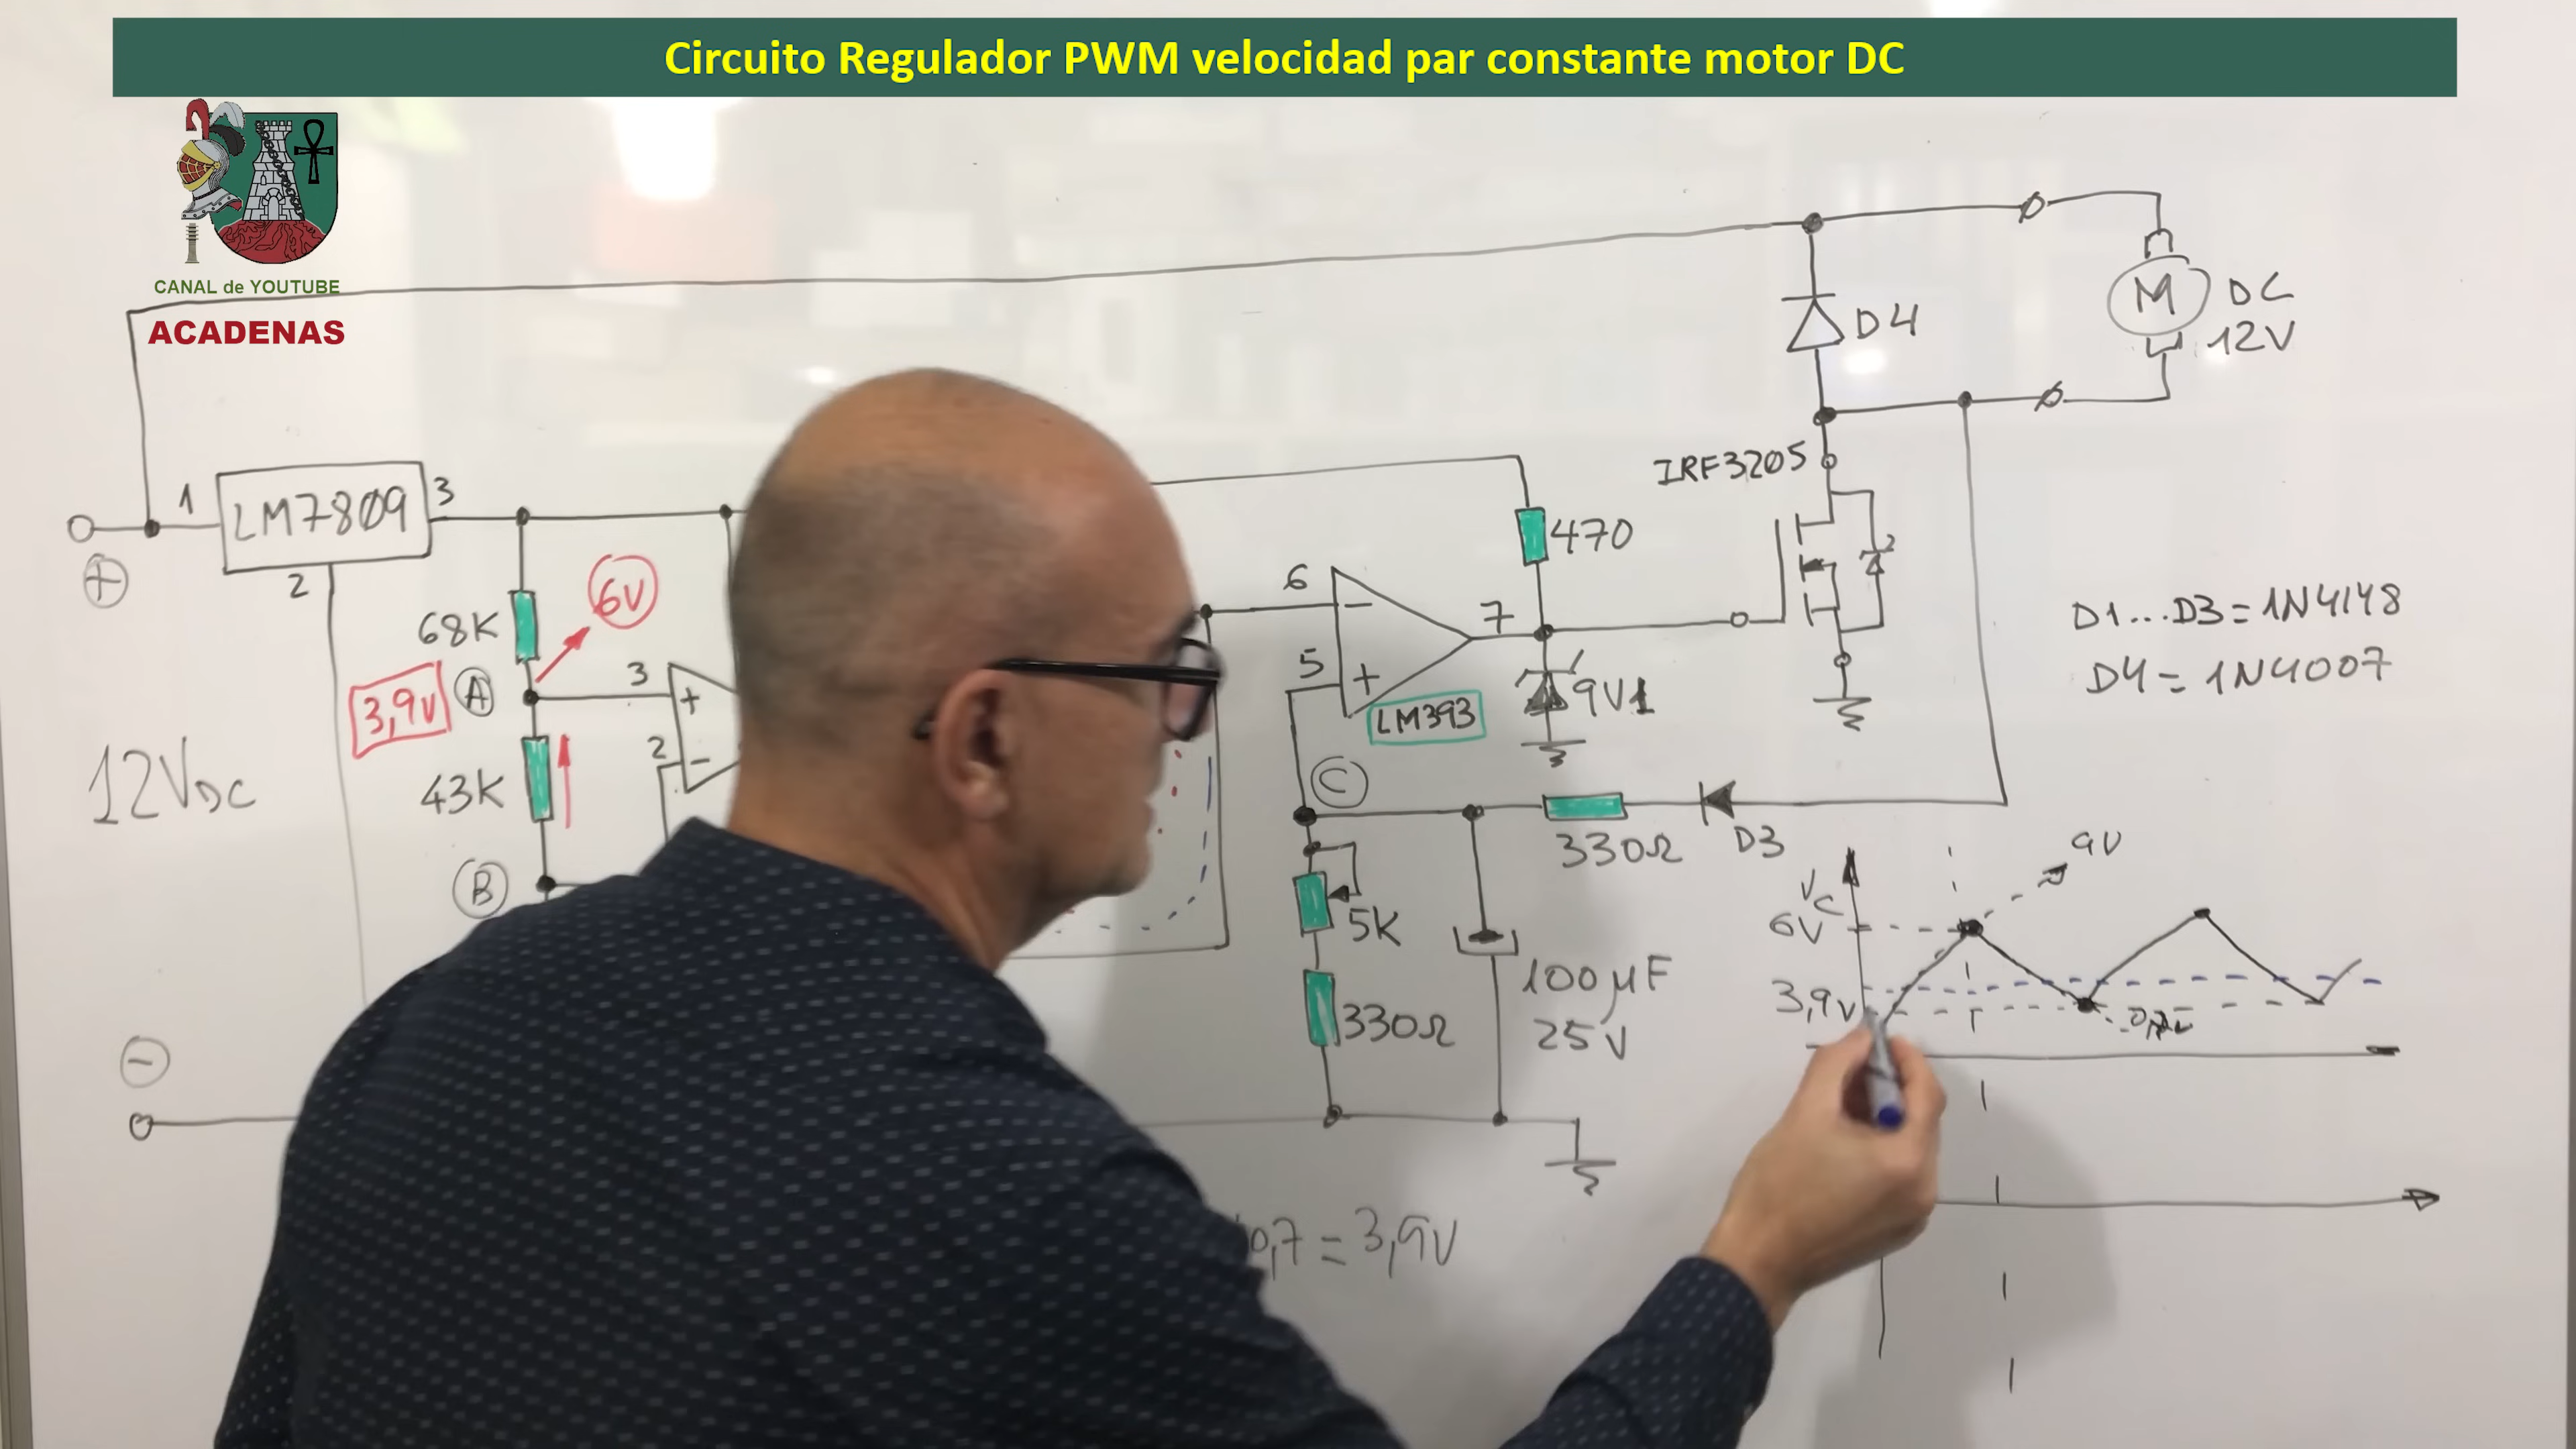 Circuito Regulador PWM velocidad par constante motor DC
CANAL de YOUTUBE
ACADENAS
M
DC
12V
D4
IRF3205
1
LM7809
3
2
+
470
6V
68K
6
−
7
D1...D3=1N4148
3,9V
A
3
+
5
+
LM393
9V1
D4=1N4007
2
−
12VDC
43K
C
330Ω
D3
9V
B
5K
VC
6V
100µF
25V
3,9V
330Ω
−
0,7=3,9V